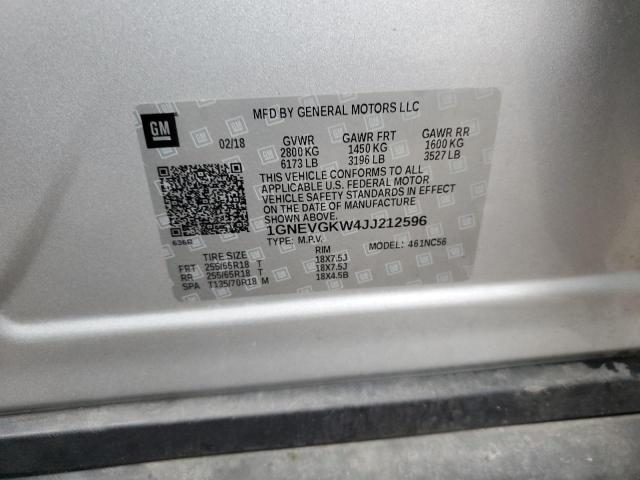 MFD BY GENERAL MOTORS LLC
GM
02/18 GVWR GAWR FRT GAWR RR
2800 KG 1450 KG 1600 KG
6173 LB 3196 LB 3527 LB
THIS VEHICLE CONFORMS TO ALL
APPLICABLE U.S. FEDERAL MOTOR
VEHICLE SAFETY STANDARDS IN EFFECT
ON THE DATE OF MANUFACTURE
SHOWN ABOVE.
1GNEVGKW4JJ212596
636R
TYPE: M.P.V. MODEL: 461NC56
TIRE SIZE RIM
FRT 255/65R18 T 18X7.5J
RR 255/65R18 T 18X7.5J
SPA T135/70R18 M 18X4.5B